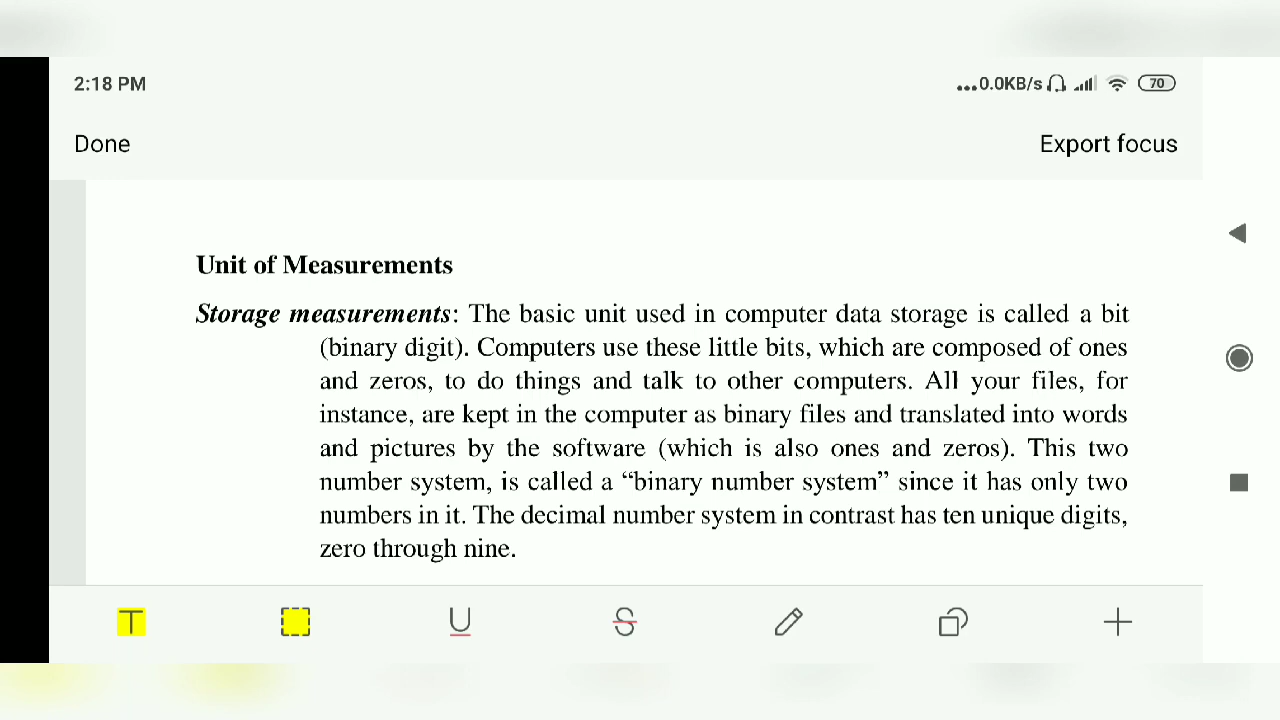 2:18 PM
...0.0KB/s
70
Done
Export focus
Unit of Measurements
Storage measurements: The basic unit used in computer data storage is called a bit
(binary digit). Computers use these little bits, which are composed of ones
and zeros, to do things and talk to other computers. All your files, for
instance, are kept in the computer as binary files and translated into words
and pictures by the software (which is also ones and zeros). This two
number system, is called a “binary number system” since it has only two
numbers in it. The decimal number system in contrast has ten unique digits,
zero through nine.
T
U
S